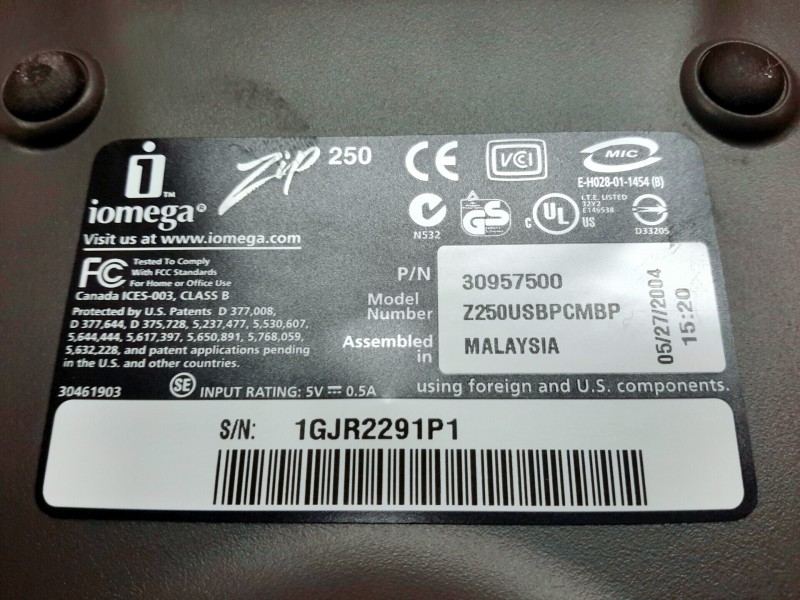 iomega®
TM
Zip 250
CE
VCCI
MIC
E-H028-01-1454 (B)
N532
GS
c UL US
I.T.E. LISTED
32Y2
E145538
D33205
Visit us at www.iomega.com
FC
Tested To Comply
With FCC Standards
For Home or Office Use
Canada ICES-003, CLASS B
Protected by U.S. Patents D 377,008,
D 377,644, D 375,728, 5,237,477, 5,530,607,
5,644,444, 5,617,397, 5,650,891, 5,768,059,
5,632,228, and patent applications pending
in the U.S. and other countries.
P/N 30957500
Model
Number Z250USBPCMBP
Assembled
in MALAYSIA
05/27/2004
15:20
30461903
SE
INPUT RATING: 5V 0.5A
using foreign and U.S. components.
S/N: 1GJR2291P1